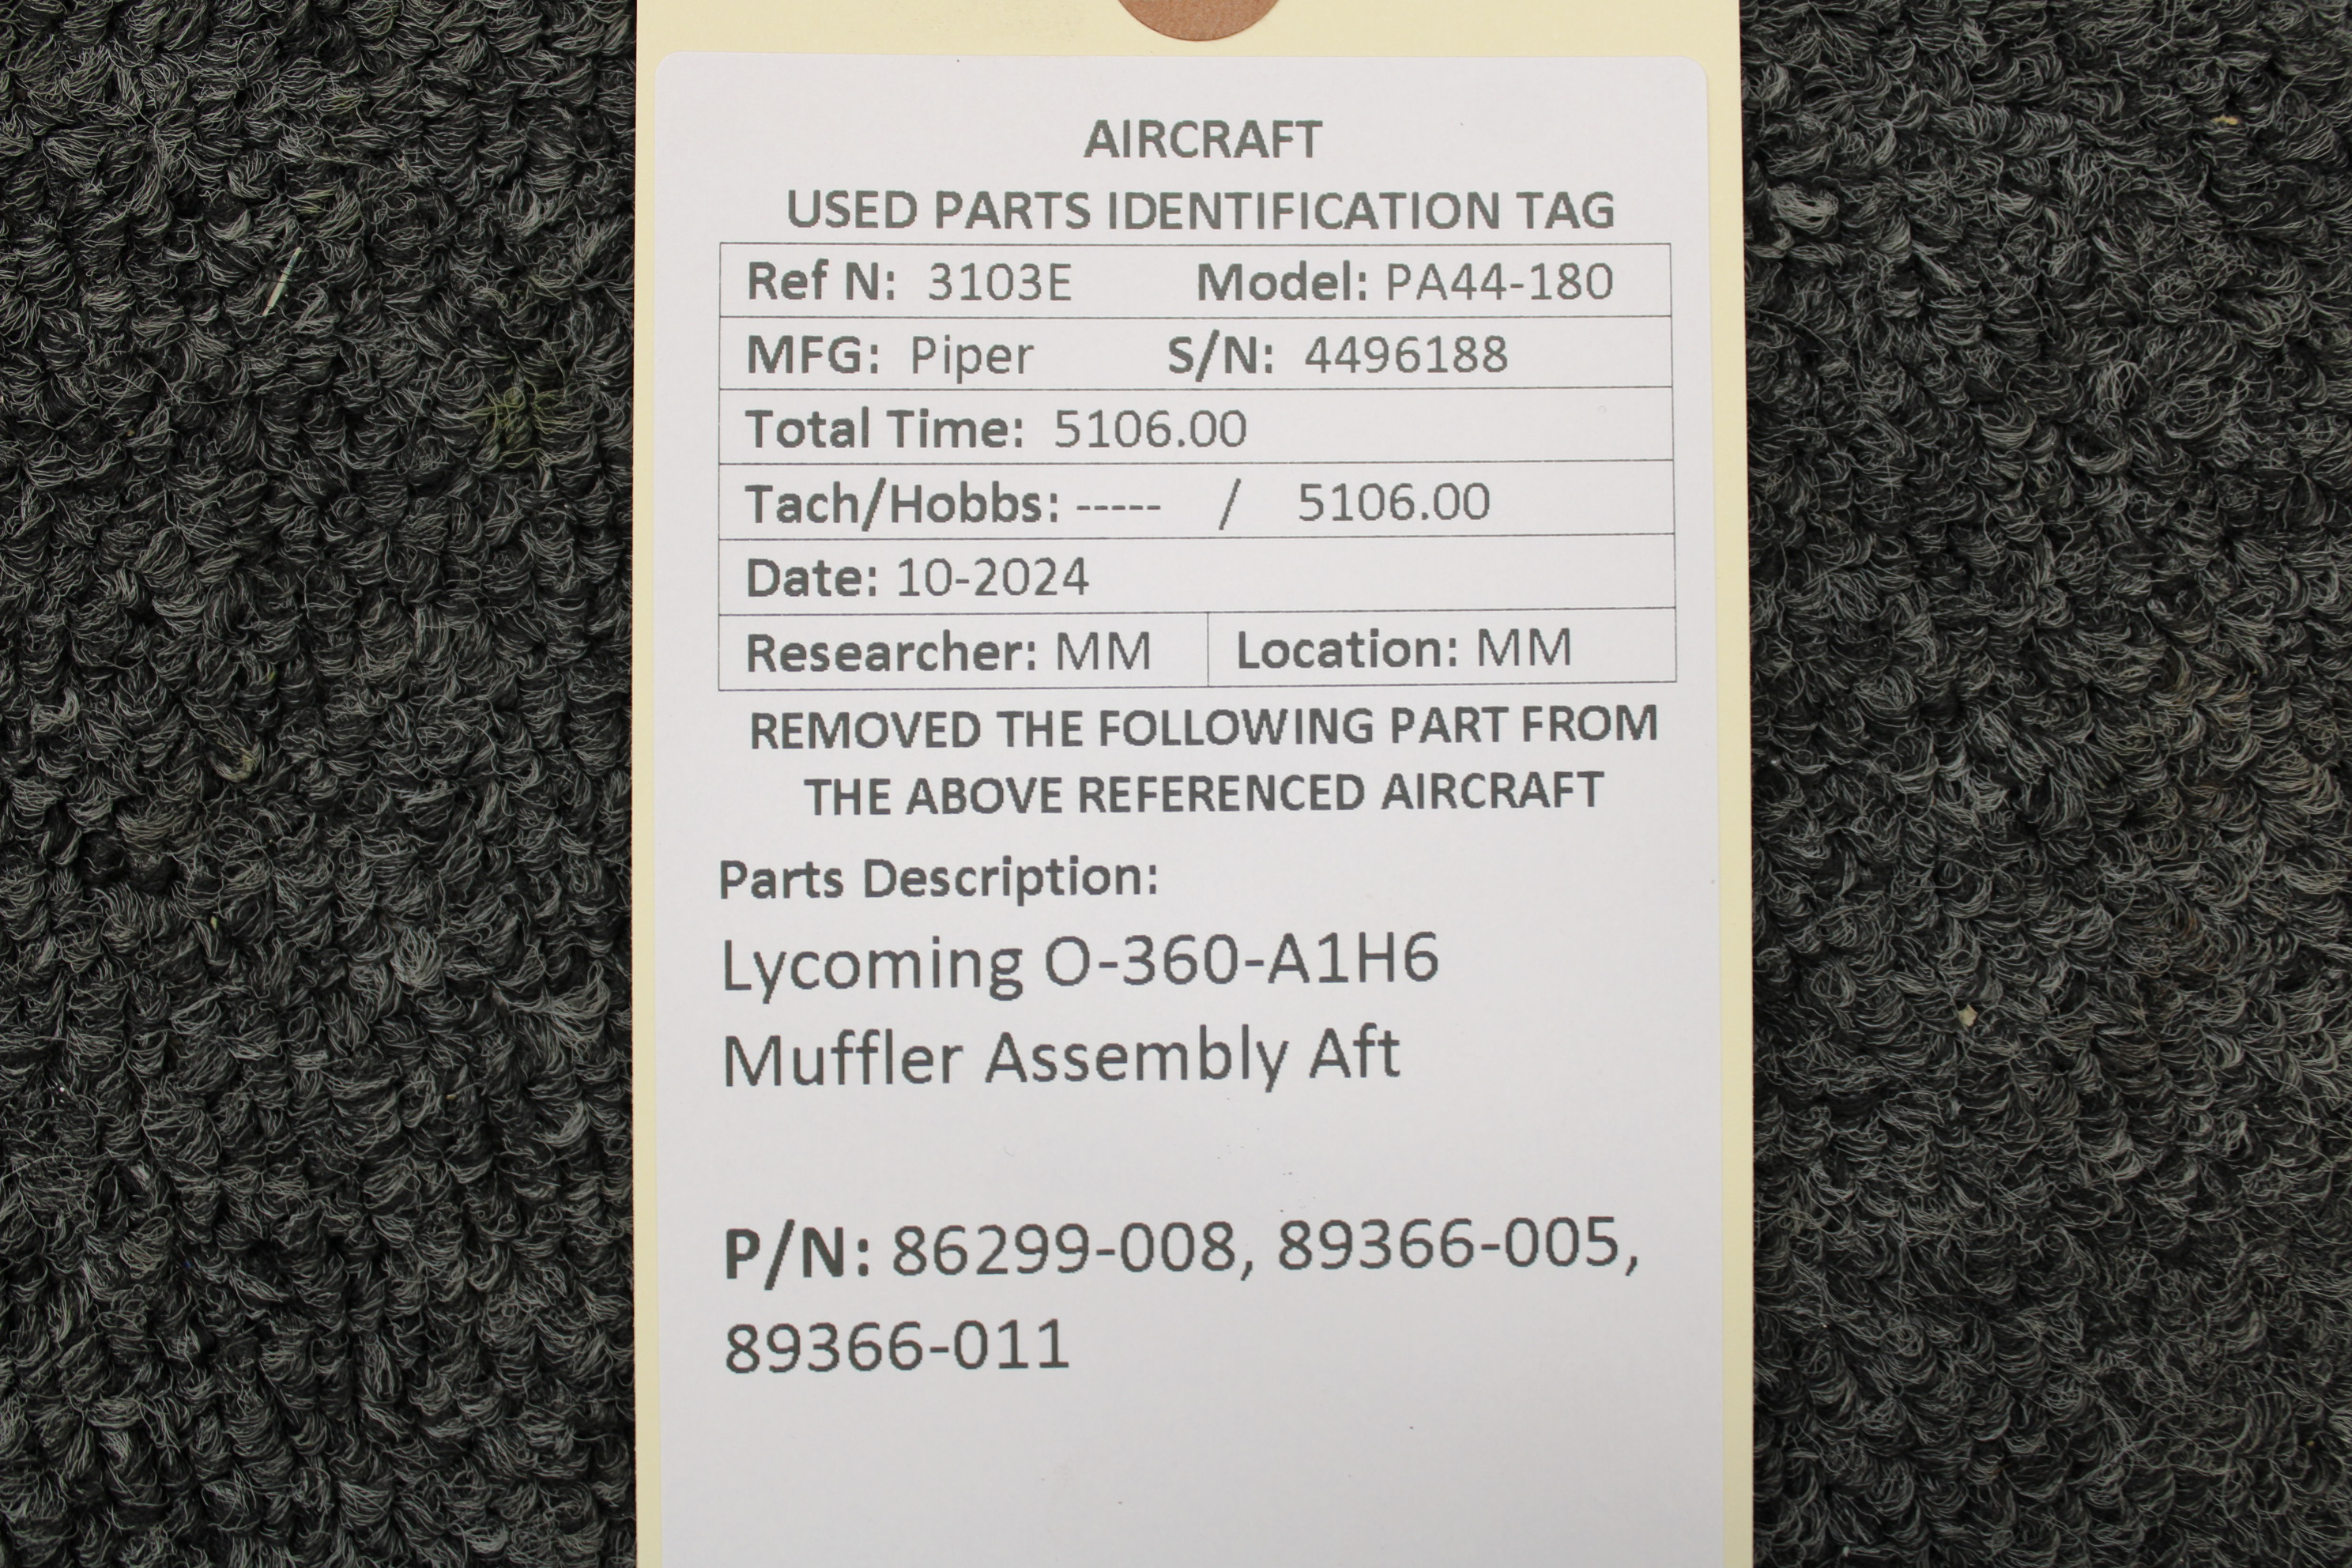 AIRCRAFT
USED PARTS IDENTIFICATION TAG
Ref N: 3103E Model: PA44-180
MFG: Piper S/N: 4496188
Total Time: 5106.00
Tach/Hobbs: ----- / 5106.00
Date: 10-2024
Researcher: MM Location: MM
REMOVED THE FOLLOWING PART FROM
THE ABOVE REFERENCED AIRCRAFT
Parts Description:
Lycoming O-360-A1H6
Muffler Assembly Aft
P/N: 86299-008, 89366-005,
89366-011